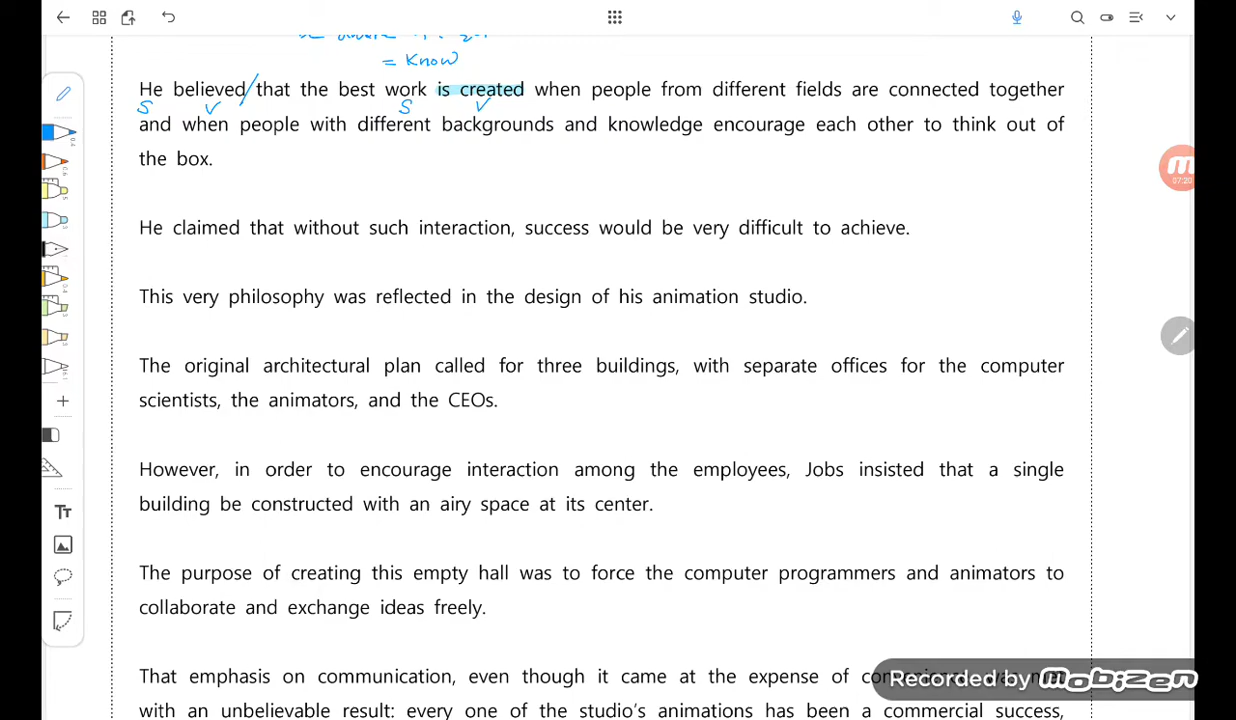 = Know
He believed that the best work is created when people from different fields are connected together
S V S V
and when people with different backgrounds and knowledge encourage each other to think out of
the box.
He claimed that without such interaction, success would be very difficult to achieve.
This very philosophy was reflected in the design of his animation studio.
The original architectural plan called for three buildings, with separate offices for the computer
scientists, the animators, and the CEOs.
However, in order to encourage interaction among the employees, Jobs insisted that a single
building be constructed with an airy space at its center.
The purpose of creating this empty hall was to force the computer programmers and animators to
collaborate and exchange ideas freely.
That emphasis on communication, even though it came at the expense of
with an unbelievable result: every one of the studio's animations has been a commercial success,
Tt
07:20
Recorded by mobizen